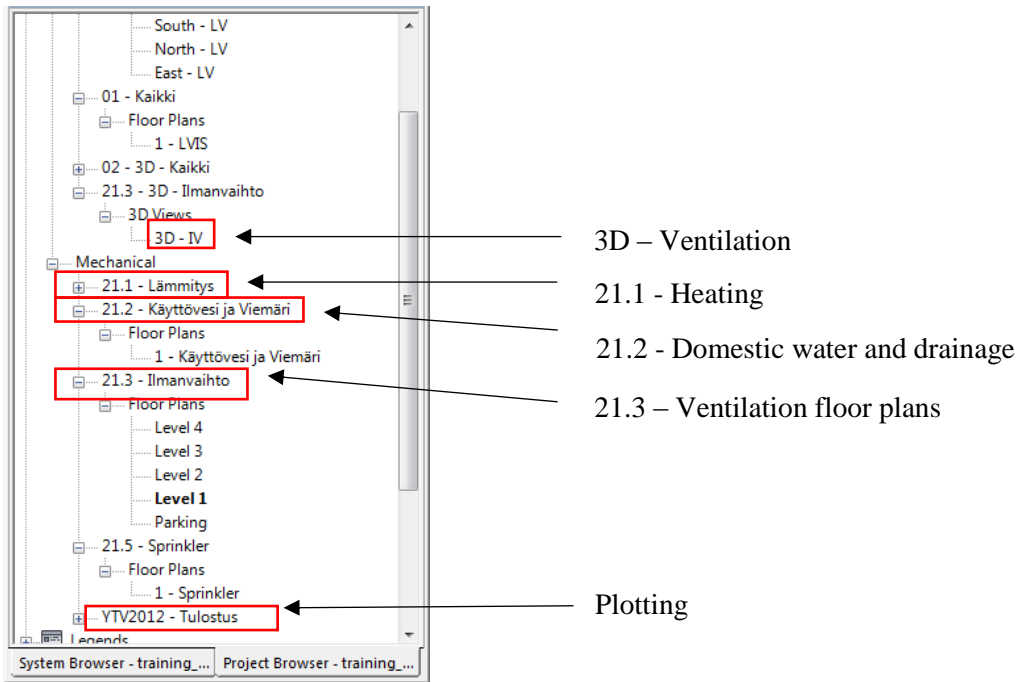 South - LV
North - LV
East - LV
01 - Kaikki
Floor Plans
1 - LVIS
02 - 3D - Kaikki
21.3 - 3D - Ilmanvaihto
3D Views
3D - IV
Mechanical
21.1 - Lämmitys
21.2 - Käyttövesi ja Viemäri
Floor Plans
1 - Käyttövesi ja Viemäri
21.3 - Ilmanvaihto
Floor Plans
Level 4
Level 3
Level 2
Level 1
Parking
21.5 - Sprinkler
Floor Plans
1 - Sprinkler
YTV2012 - Tulostus
Legends
System Browser - training_... Project Browser - training_...
3D – Ventilation
21.1 - Heating
21.2 - Domestic water and drainage
21.3 – Ventilation floor plans
Plotting